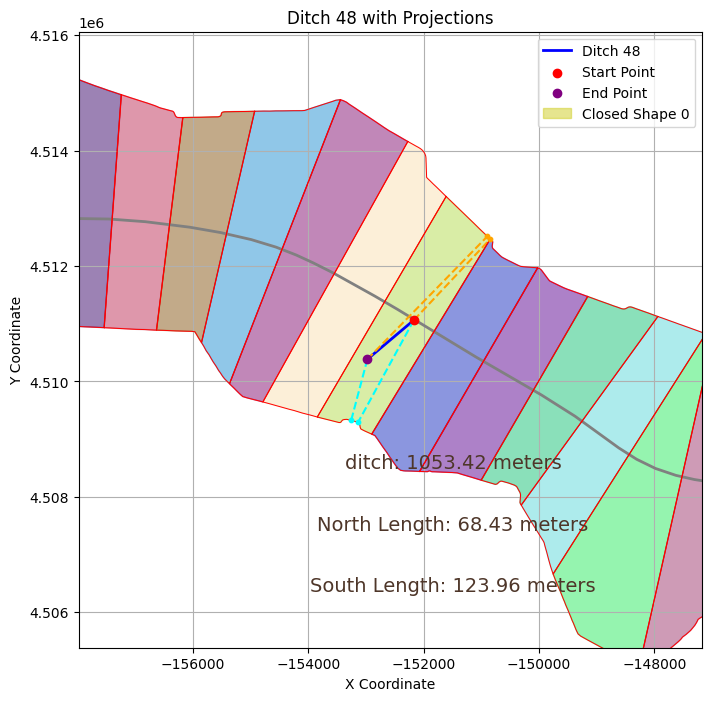 Ditch 48 with Projections
1e6
4.516
4.514
4.512
4.510
4.508
4.506
Y Coordinate
Ditch 48
Start Point
End Point
Closed Shape 0
ditch: 1053.42 meters
North Length: 68.43 meters
South Length: 123.96 meters
−156000 −154000 −152000 −150000 −148000
X Coordinate